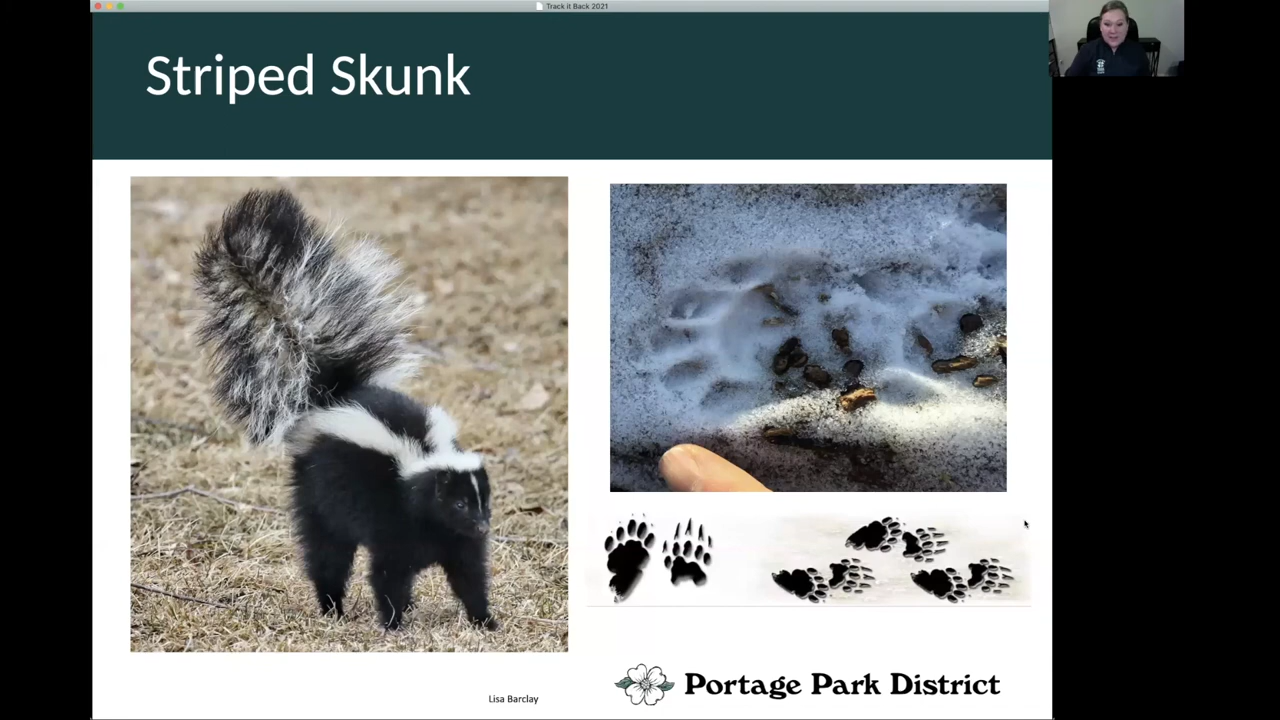 Track it Back 2021
Striped Skunk
Lisa Barclay
Portage Park District